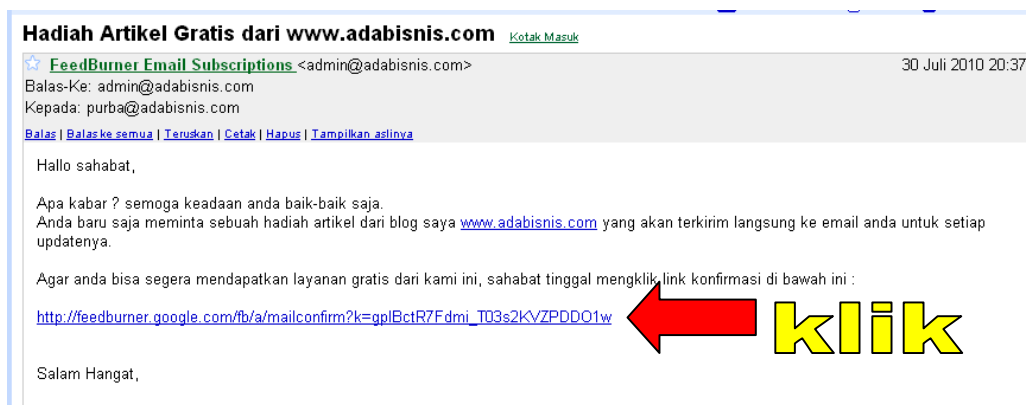 Hadiah Artikel Gratis dari www.adabisnis.com Kotak Masuk
FeedBurner Email Subscriptions <admin@adabisnis.com> 30 Juli 2010 20:37
Balas-Ke: admin@adabisnis.com
Kepada: purba@adabisnis.com
Balas | Balas ke semua | Teruskan | Cetak | Hapus | Tampilkan aslinya
Hallo sahabat,
Apa kabar ? semoga keadaan anda baik-baik saja.
Anda baru saja meminta sebuah hadiah artikel dari blog saya www.adabisnis.com yang akan terkirim langsung ke email anda untuk setiap
updatenya.
Agar anda bisa segera mendapatkan layanan gratis dari kami ini, sahabat tinggal mengklik link konfirmasi di bawah ini :
http://feedburner.google.com/fb/a/mailconfirm?k=gplBctR7Fdmi_T03s2KVZPDDO1w
klik
Salam Hangat,